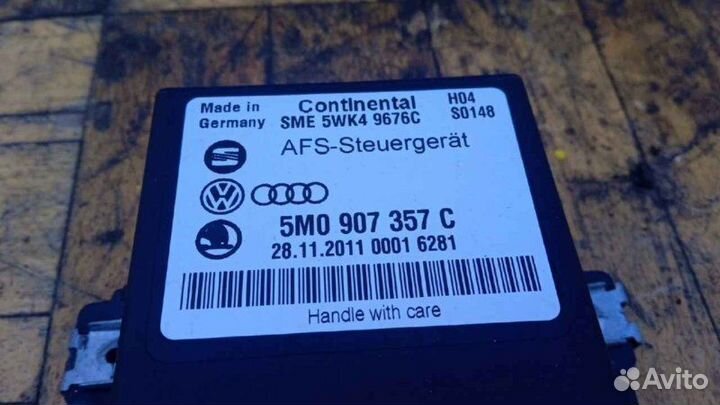 Made in
Germany
Continental
SME 5WK4 9676C
H04
S0148
AFS-Steuergerät
5M0 907 357 C
28.11.2011 0001 6281
Handle with care
Avito